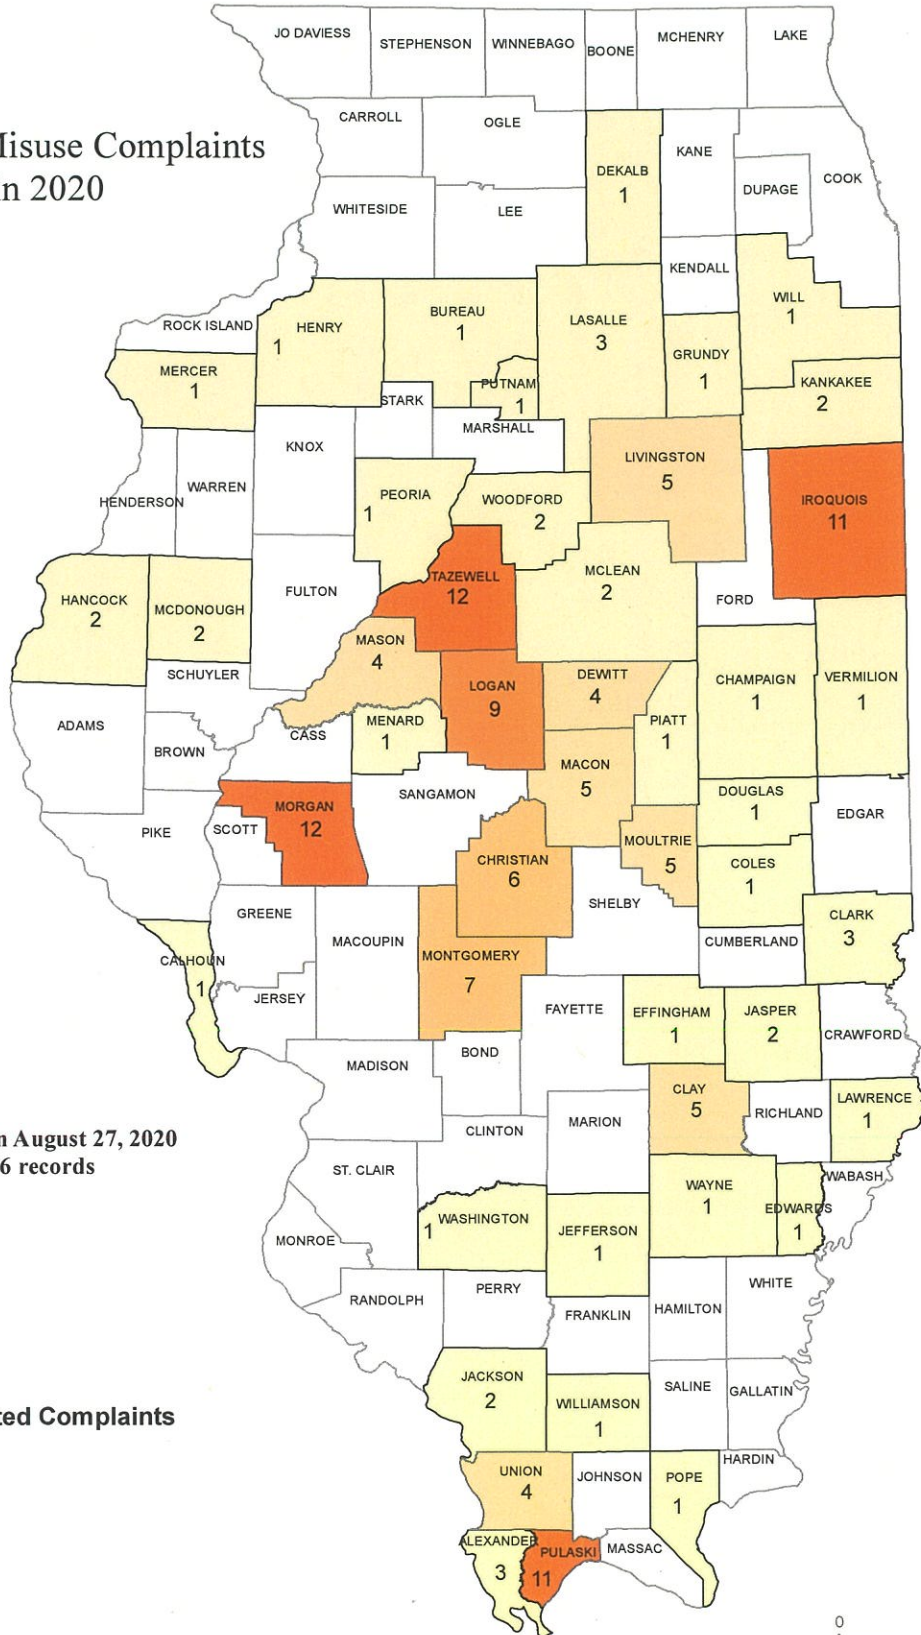 JO DAVIESS
STEPHENSON
WINNEBAGO
BOONE
MCHENRY
LAKE
CARROLL
OGLE
Misuse Complaints
in 2020
DEKALB
1
KANE
DUPAGE
COOK
WHITESIDE
LEE
KENDALL
ROCK ISLAND
HENRY
1
BUREAU
1
LASALLE
3
WILL
1
GRUNDY
1
MERCER
1
PUTNAM
1
KANKAKEE
2
STARK
MARSHALL
KNOX
LIVINGSTON
5
HENDERSON
WARREN
PEORIA
1
WOODFORD
2
IROQUOIS
11
HANCOCK
2
MCDONOUGH
2
FULTON
TAZEWELL
12
MCLEAN
2
FORD
MASON
4
SCHUYLER
LOGAN
9
DEWITT
4
CHAMPAIGN
1
VERMILION
1
ADAMS
BROWN
CASS
MENARD
1
PIATT
1
MACON
5
SANGAMON
DOUGLAS
1
EDGAR
PIKE
SCOTT
MORGAN
12
CHRISTIAN
6
MOULTRIE
5
COLES
1
SHELBY
GREENE
MACOUPIN
MONTGOMERY
7
CUMBERLAND
CLARK
3
CALHOUN
1
JERSEY
FAYETTE
EFFINGHAM
1
JASPER
2
CRAWFORD
MADISON
BOND
CLAY
5
RICHLAND
LAWRENCE
1
n August 27, 2020
6 records
CLINTON
MARION
ST. CLAIR
WAYNE
1
WABASH
EDWARDS
1
MONROE
WASHINGTON
1
JEFFERSON
1
RANDOLPH
PERRY
FRANKLIN
HAMILTON
WHITE
JACKSON
2
WILLIAMSON
1
SALINE
GALLATIN
ted Complaints
UNION
4
JOHNSON
POPE
1
HARDIN
ALEXANDER
3
PULASKI
11
MASSAC
0